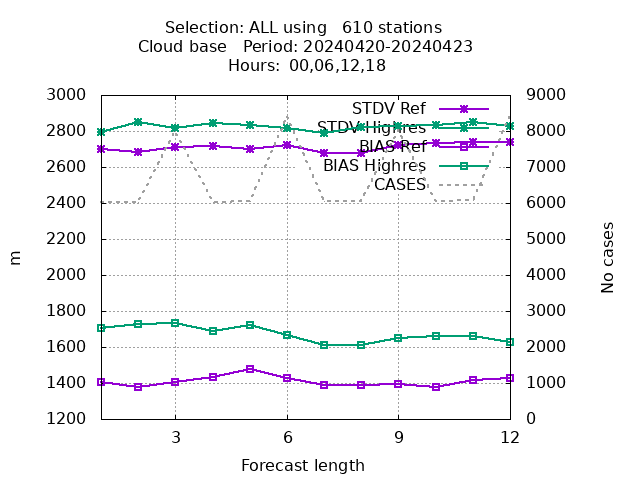 Selection: ALL using   610 stations
Cloud base   Period: 20240420-20240423
Hours: 00,06,12,18
STDV Ref
STDV Highres
BIAS Ref
BIAS Highres
CASES
3000
2800
2600
2400
2200
2000
1800
1600
1400
1200
m
9000
8000
7000
6000
5000
4000
3000
2000
1000
0
No cases
3 6 9 12
Forecast length